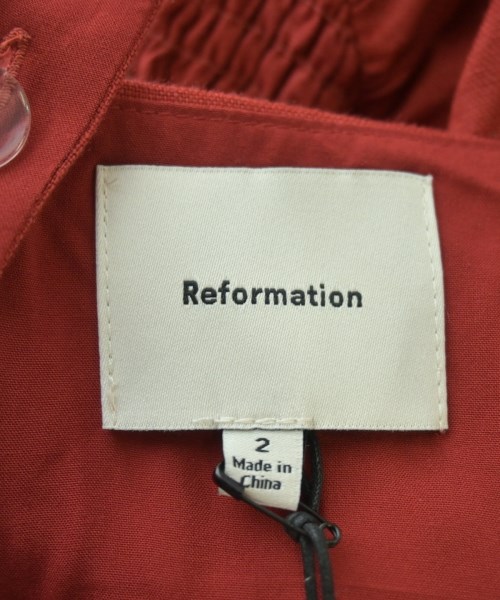 Reformation
2
Made in
China